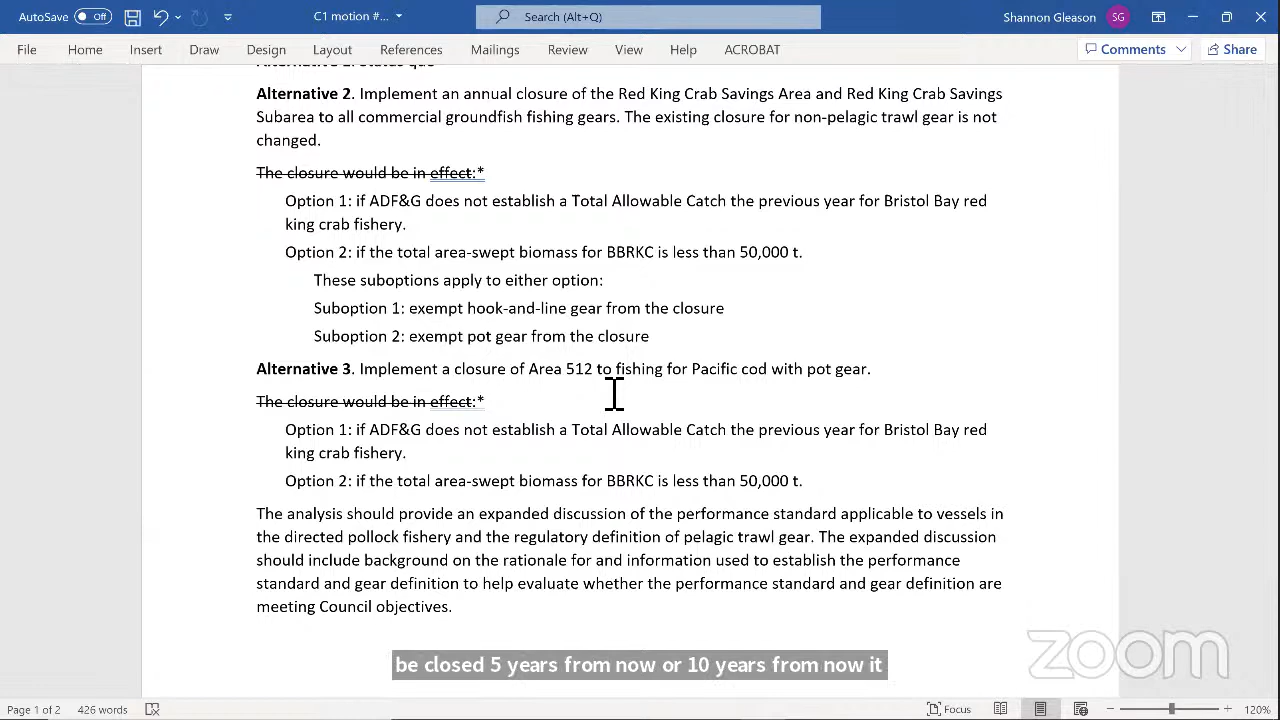 AutoSave Off C1 motion #... Search (Alt+Q) Shannon Gleason SG
File Home Insert Draw Design Layout References Mailings Review View Help ACROBAT Comments Share
Alternative 2. Implement an annual closure of the Red King Crab Savings Area and Red King Crab Savings
Subarea to all commercial groundfish fishing gears. The existing closure for non-pelagic trawl gear is not
changed.
The closure would be in effect:*
Option 1: if ADF&G does not establish a Total Allowable Catch the previous year for Bristol Bay red
king crab fishery.
Option 2: if the total area-swept biomass for BBRKC is less than 50,000 t.
These suboptions apply to either option:
Suboption 1: exempt hook-and-line gear from the closure
Suboption 2: exempt pot gear from the closure
Alternative 3. Implement a closure of Area 512 to fishing for Pacific cod with pot gear.
The closure would be in effect:*
Option 1: if ADF&G does not establish a Total Allowable Catch the previous year for Bristol Bay red
king crab fishery.
Option 2: if the total area-swept biomass for BBRKC is less than 50,000 t.
The analysis should provide an expanded discussion of the performance standard applicable to vessels in
the directed pollock fishery and the regulatory definition of pelagic trawl gear. The expanded discussion
should include background on the rationale for and information used to establish the performance
standard and gear definition to help evaluate whether the performance standard and gear definition are
meeting Council objectives.
zoom
be closed 5 years from now or 10 years from now it
Page 1 of 2 426 words Focus 120%